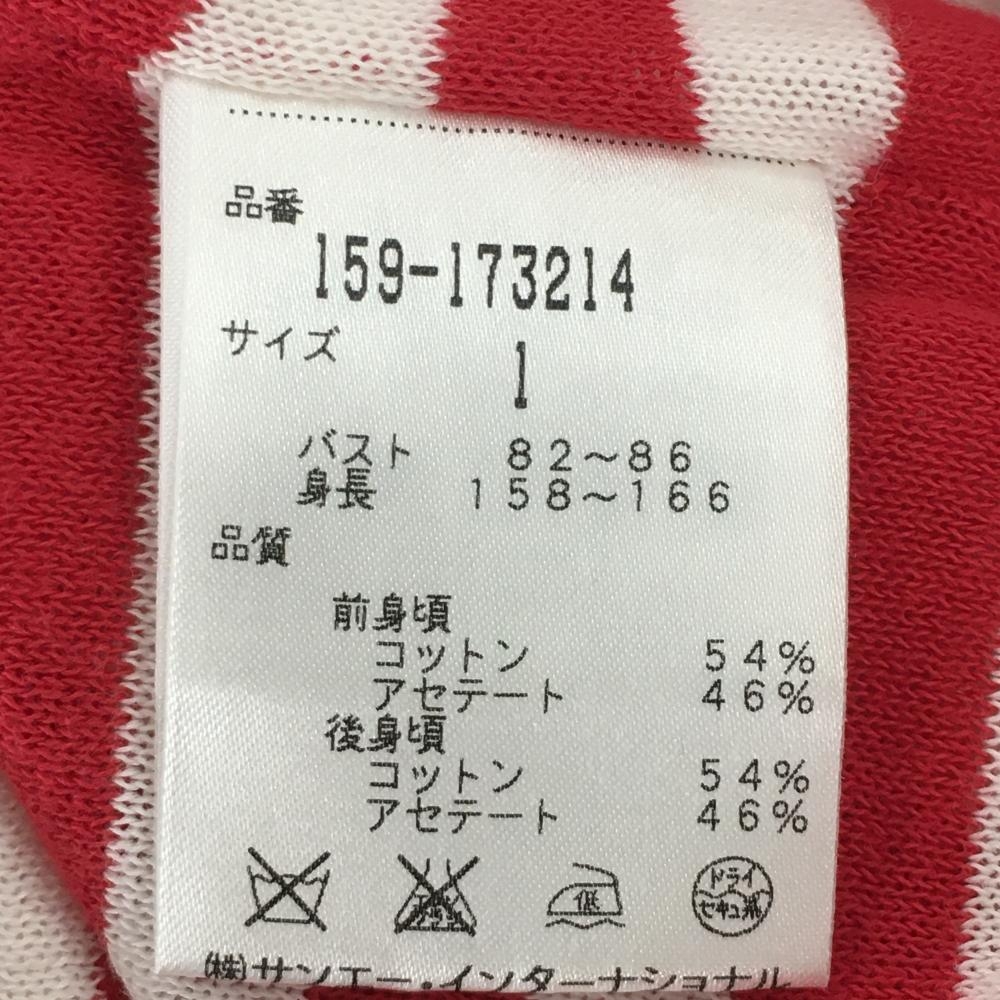 品番
159-173214
サイズ
1
バスト 82～86
身長 158～166
品質
前身頃
コットン 54%
アセテート 46%
後身頃
コットン 54%
アセテート 46%
低
ドライ
セキユ系
(株)サンエー・インターナショナル